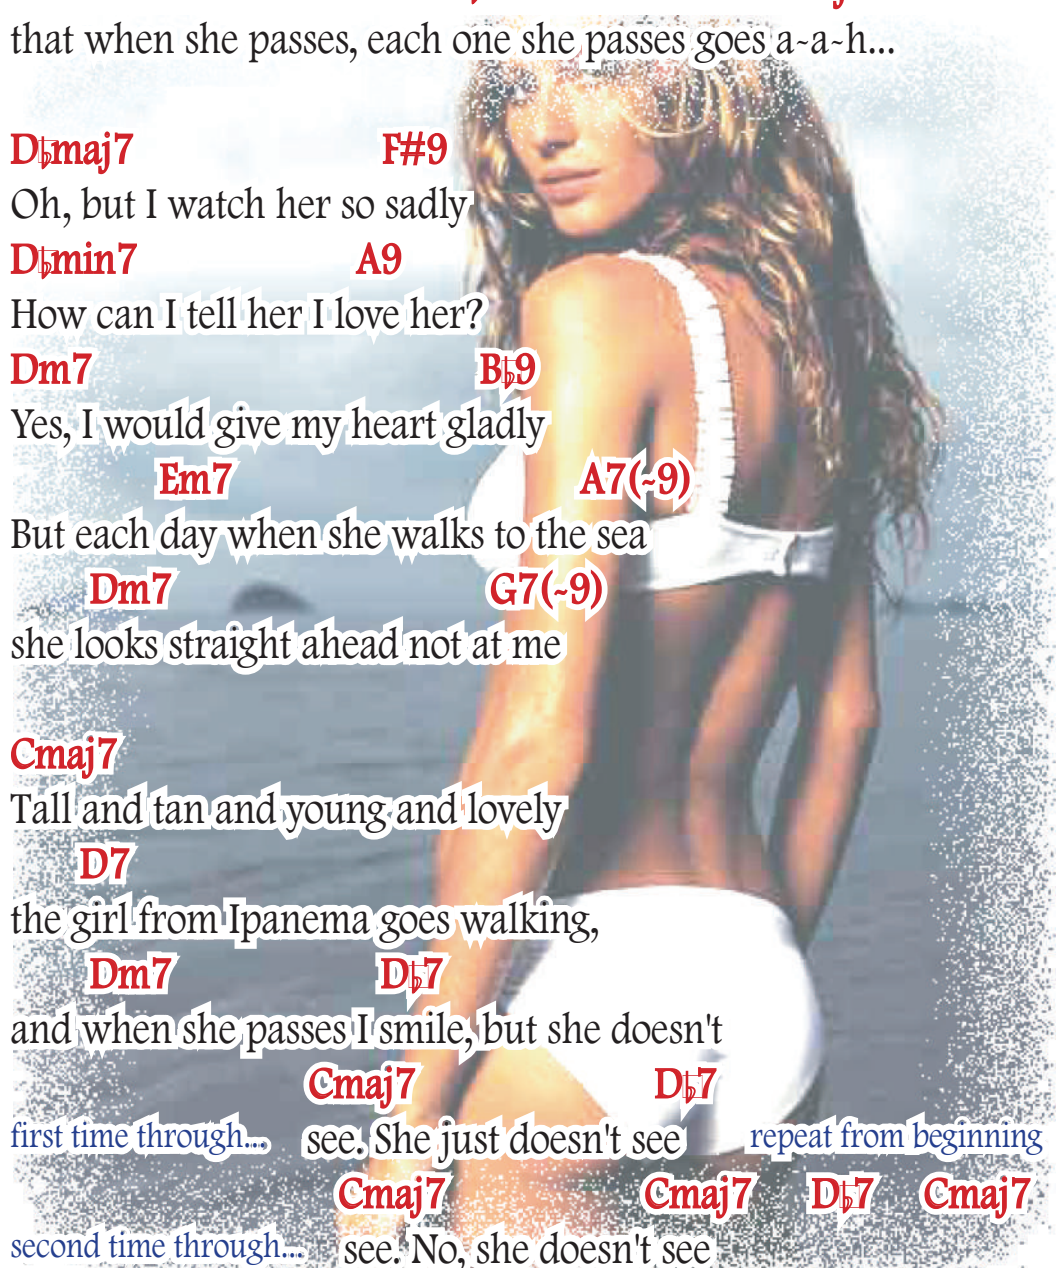 that when she passes, each one she passes goes a~a~h...
D♭maj7 F#9
Oh, but I watch her so sadly
D♭min7 A9
How can I tell her I love her?
Dm7 B♭9
Yes, I would give my heart gladly
Em7 A7(~9)
But each day when she walks to the sea
Dm7 G7(~9)
she looks straight ahead not at me
Cmaj7
Tall and tan and young and lovely
D7
the girl from Ipanema goes walking,
Dm7 D♭7
and when she passes I smile, but she doesn't
Cmaj7 D♭7
first time through... see. She just doesn't see repeat from beginning
Cmaj7 Cmaj7 D♭7 Cmaj7
second time through... see. No, she doesn't see